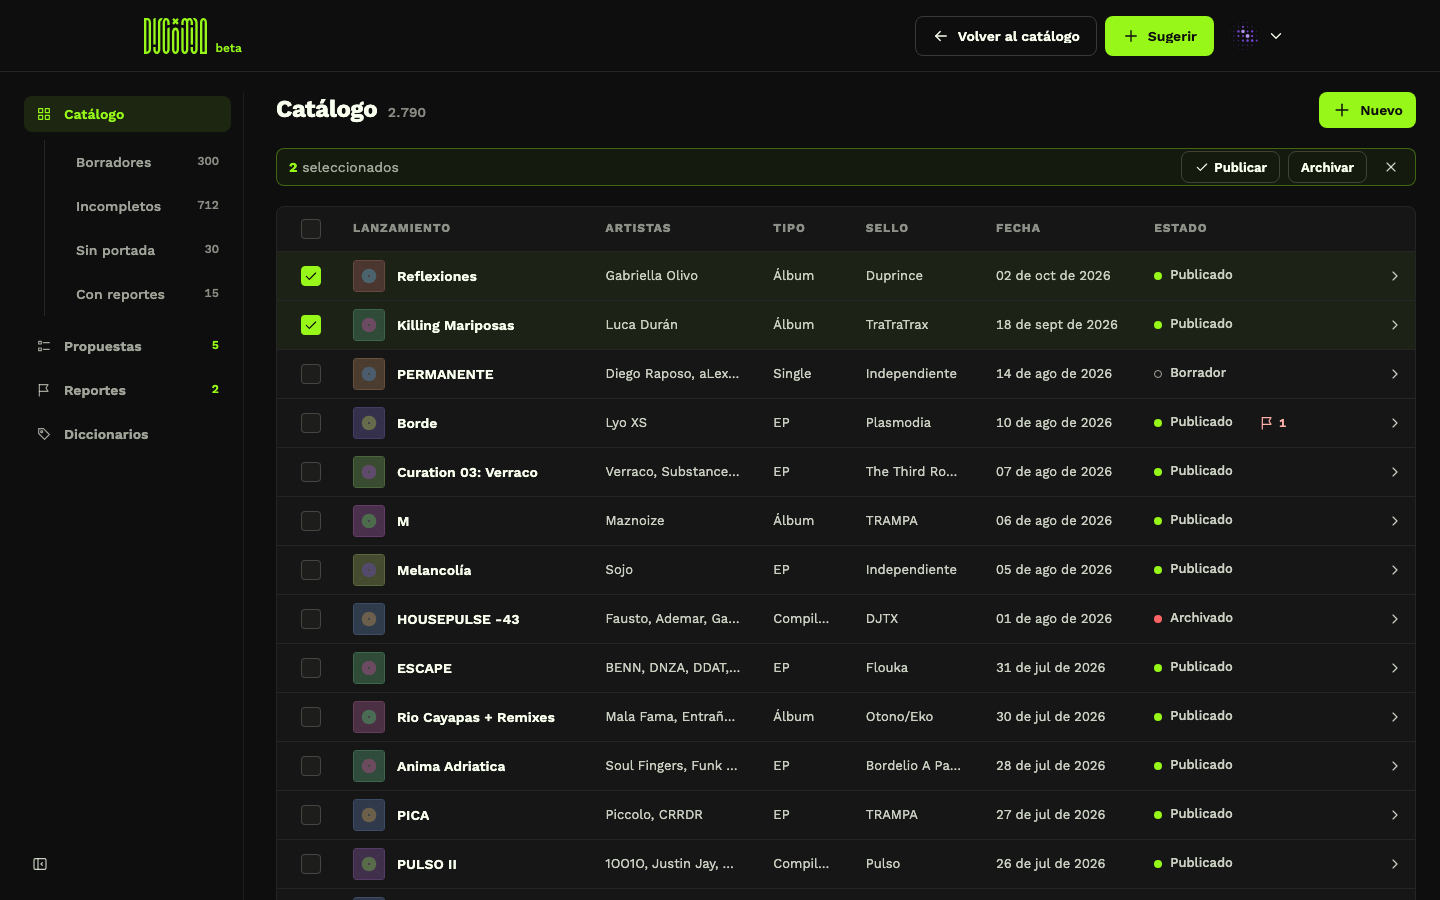 beta
Volver al catálogo
Sugerir
Catálogo
Borradores 300
Incompletos 712
Sin portada 30
Con reportes 15
Propuestas 5
Reportes 2
Diccionarios
Catálogo 2.790
Nuevo
2 seleccionados
Publicar
Archivar
LANZAMIENTO ARTISTAS TIPO SELLO FECHA ESTADO
Reflexiones Gabriella Olivo Álbum Duprince 02 de oct de 2026 Publicado
Killing Mariposas Luca Durán Álbum TraTraTrax 18 de sept de 2026 Publicado
PERMANENTE Diego Raposo, aLex... Single Independiente 14 de ago de 2026 Borrador
Borde Lyo XS EP Plasmodia 10 de ago de 2026 Publicado 1
Curation 03: Verraco Verraco, Substance... EP The Third Ro... 07 de ago de 2026 Publicado
M Maznoize Álbum TRAMPA 06 de ago de 2026 Publicado
Melancolía Sojo EP Independiente 05 de ago de 2026 Publicado
HOUSEPULSE -43 Fausto, Ademar, Ga... Compil... DJTX 01 de ago de 2026 Archivado
ESCAPE BENN, DNZA, DDAT,... EP Flouka 31 de jul de 2026 Publicado
Rio Cayapas + Remixes Mala Fama, Entrañ... Álbum Otono/Eko 30 de jul de 2026 Publicado
Anima Adriatica Soul Fingers, Funk ... EP Bordelio A Pa... 28 de jul de 2026 Publicado
PICA Piccolo, CRRDR EP TRAMPA 27 de jul de 2026 Publicado
PULSO II 10010, Justin Jay, ... Compil... Pulso 26 de jul de 2026 Publicado